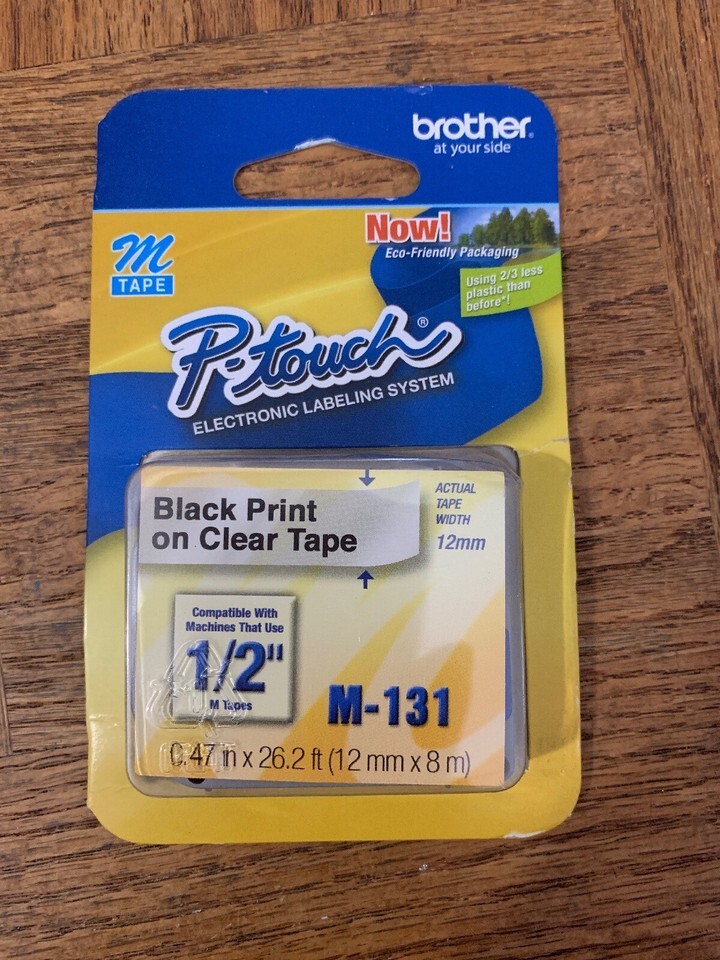 brother®
at your side
Now!
Eco-Friendly Packaging
Using 2/3 less
plastic than
before*!
M
TAPE
P-touch®
ELECTRONIC LABELING SYSTEM
Black Print
on Clear Tape
ACTUAL
TAPE
WIDTH
12mm
Compatible With
Machines That Use
1/2"
M Tapes
M-131
0.47 in x 26.2 ft (12 mm x 8 m)